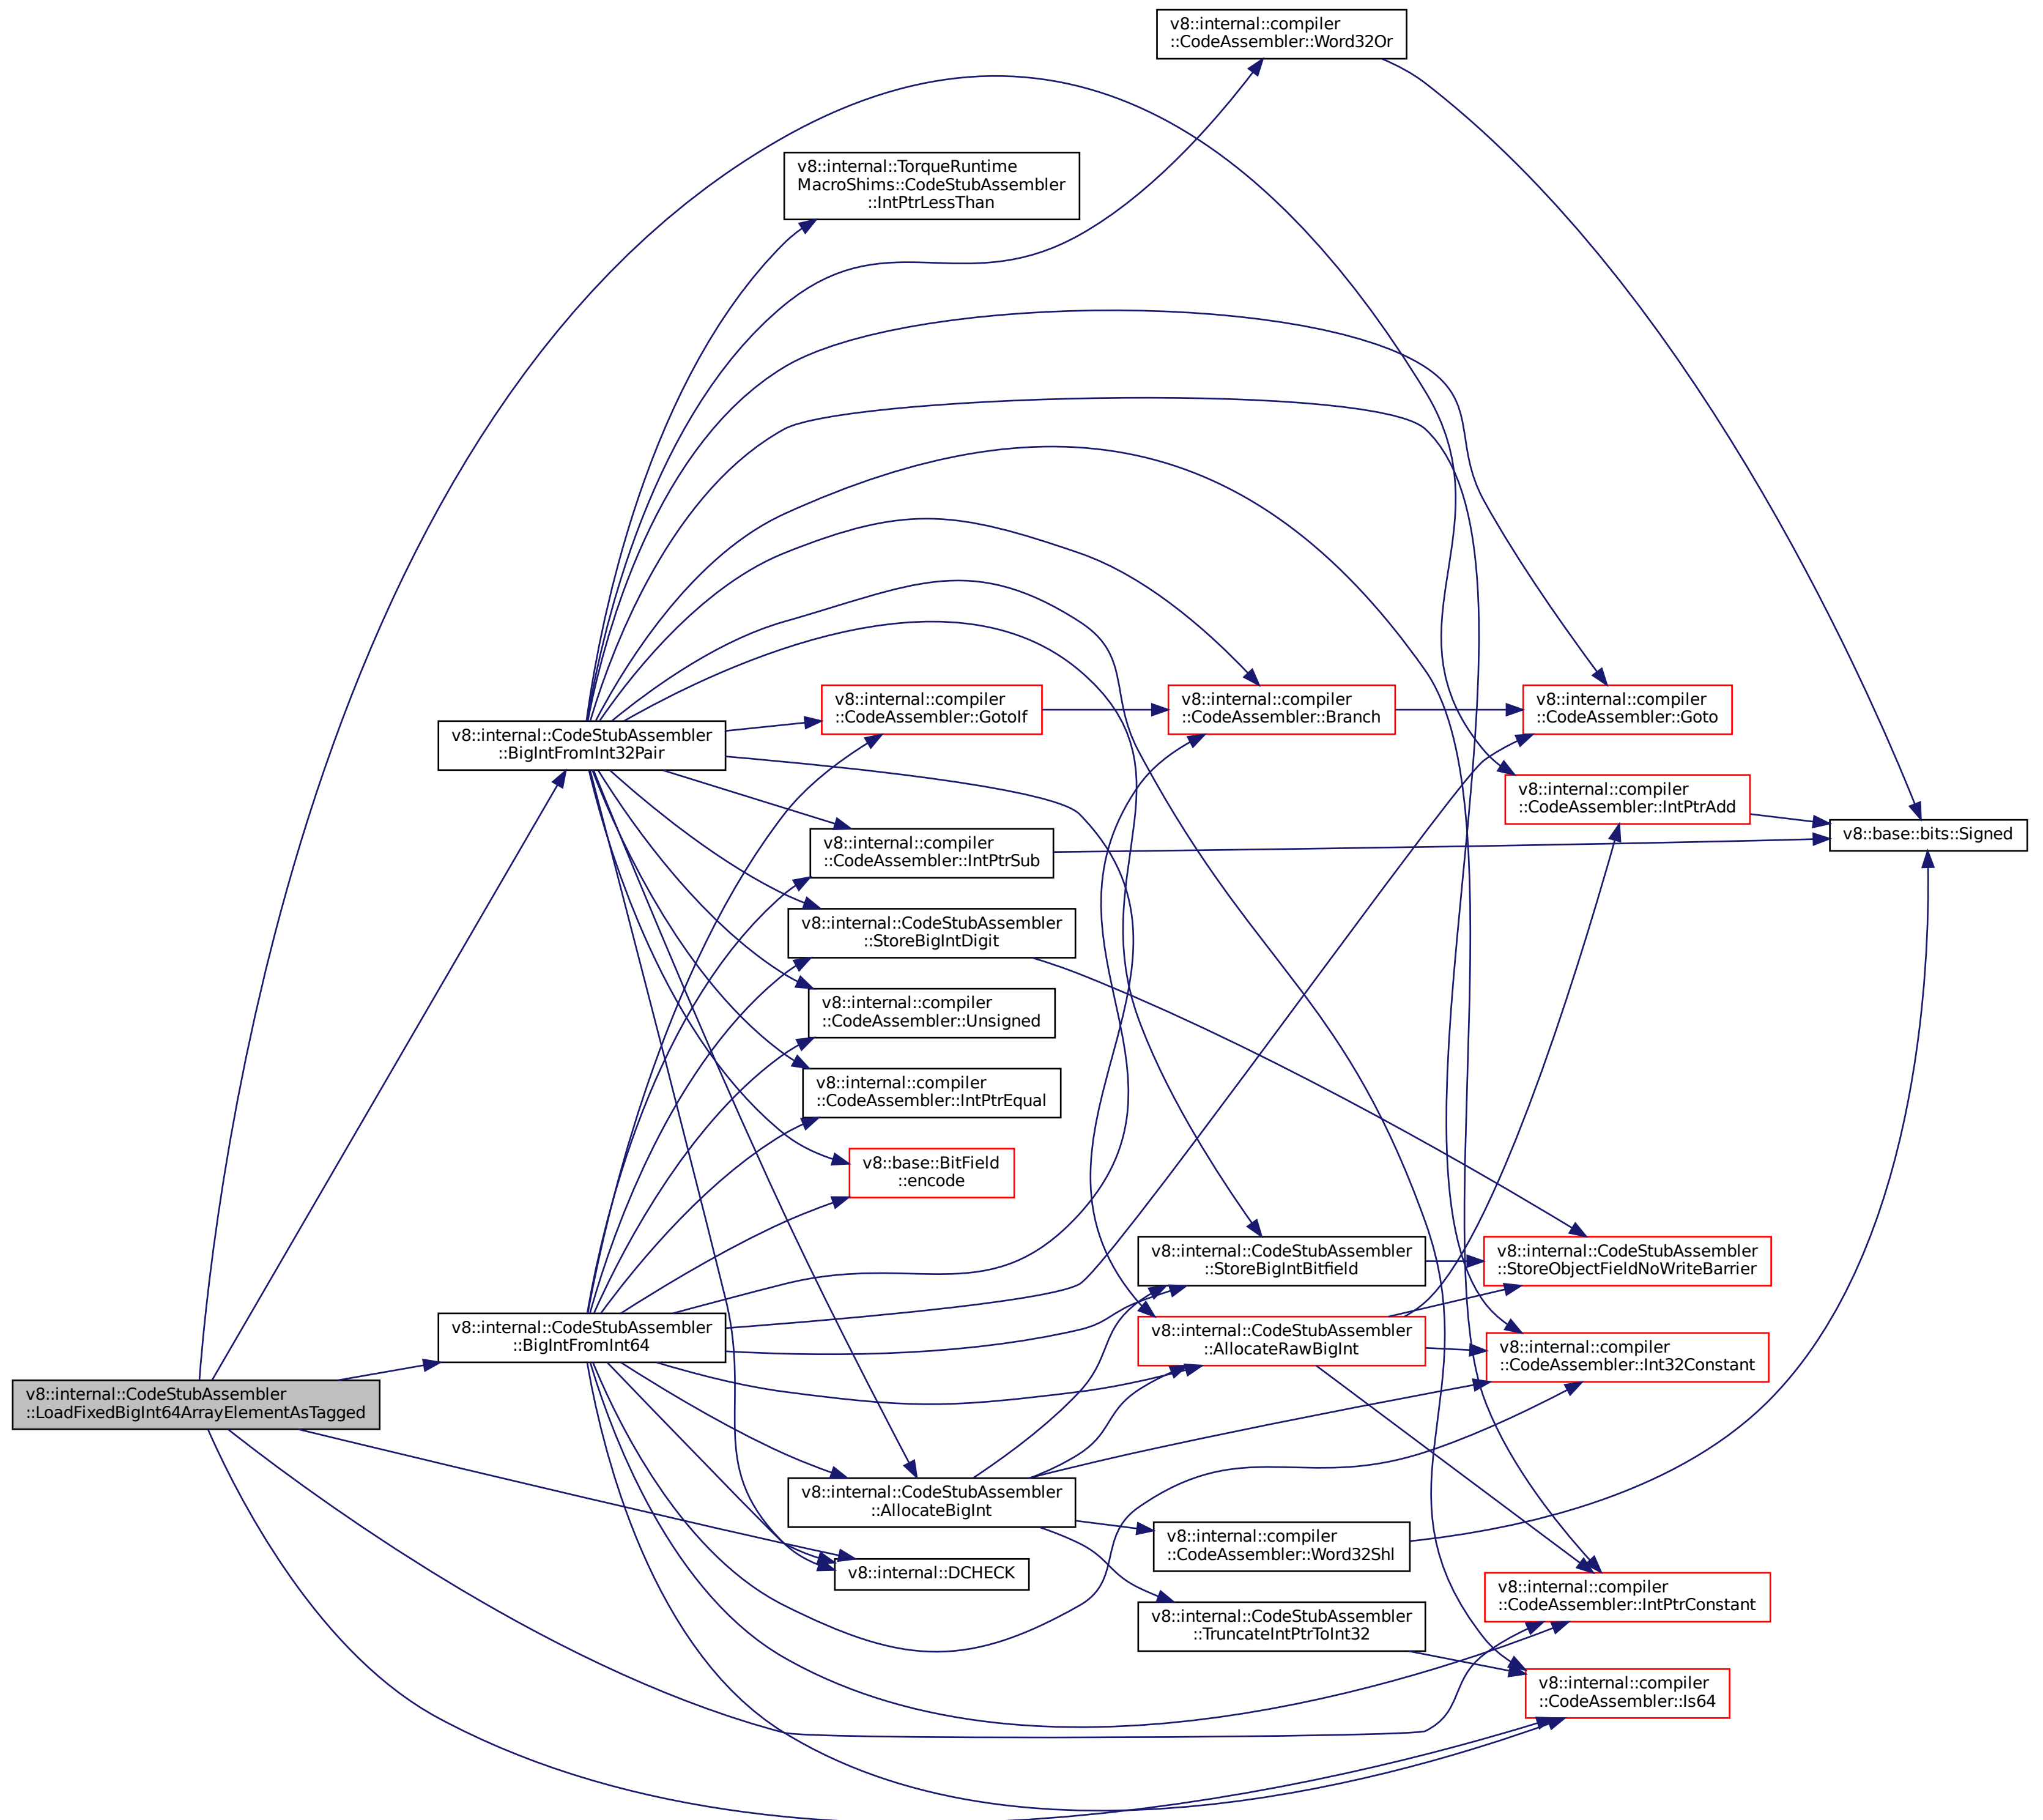 v8::internal::compiler
::CodeAssembler::Word32Or
v8::internal::TorqueRuntime
MacroShims::CodeStubAssembler
::IntPtrLessThan
v8::internal::CodeStubAssembler
::BigIntFromInt32Pair
v8::internal::compiler
::CodeAssembler::GotoIf
v8::internal::compiler
::CodeAssembler::Branch
v8::internal::compiler
::CodeAssembler::Goto
v8::internal::compiler
::CodeAssembler::IntPtrAdd
v8::base::bits::Signed
v8::internal::compiler
::CodeAssembler::IntPtrSub
v8::internal::CodeStubAssembler
::StoreBigIntDigit
v8::internal::compiler
::CodeAssembler::Unsigned
v8::internal::compiler
::CodeAssembler::IntPtrEqual
v8::base::BitField
::encode
v8::internal::CodeStubAssembler
::StoreBigIntBitfield
v8::internal::CodeStubAssembler
::StoreObjectFieldNoWriteBarrier
v8::internal::CodeStubAssembler
::BigIntFromInt64
v8::internal::CodeStubAssembler
::AllocateRawBigInt
v8::internal::compiler
::CodeAssembler::Int32Constant
v8::internal::CodeStubAssembler
::LoadFixedBigInt64ArrayElementAsTagged
v8::internal::CodeStubAssembler
::AllocateBigInt
v8::internal::compiler
::CodeAssembler::Word32Shl
v8::internal::DCHECK
v8::internal::compiler
::CodeAssembler::IntPtrConstant
v8::internal::CodeStubAssembler
::TruncateIntPtrToInt32
v8::internal::compiler
::CodeAssembler::Is64